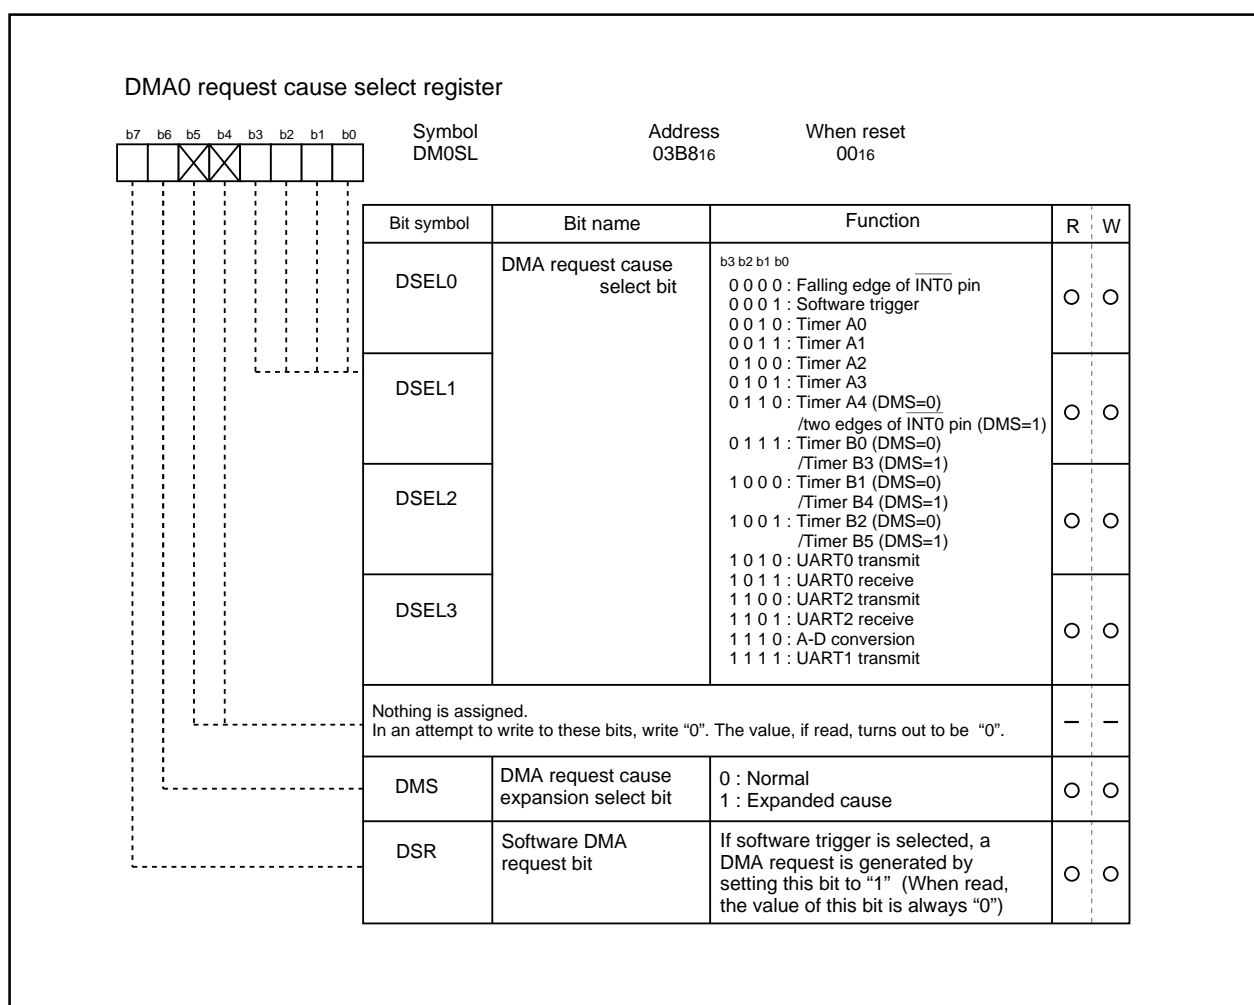 DMA0 request cause select register
b7 b6 b5 b4 b3 b2 b1 b0
Symbol Address When reset
DM0SL 03B816 0016
Bit symbol Bit name Function R W
DSEL0
DMA request cause
select bit
b3 b2 b1 b0
0 0 0 0 : Falling edge of INT0 pin
0 0 0 1 : Software trigger
0 0 1 0 : Timer A0
0 0 1 1 : Timer A1
0 1 0 0 : Timer A2
0 1 0 1 : Timer A3
0 1 1 0 : Timer A4 (DMS=0)
/two edges of INT0 pin (DMS=1)
0 1 1 1 : Timer B0 (DMS=0)
/Timer B3 (DMS=1)
1 0 0 0 : Timer B1 (DMS=0)
/Timer B4 (DMS=1)
1 0 0 1 : Timer B2 (DMS=0)
/Timer B5 (DMS=1)
1 0 1 0 : UART0 transmit
1 0 1 1 : UART0 receive
1 1 0 0 : UART2 transmit
1 1 0 1 : UART2 receive
1 1 1 0 : A-D conversion
1 1 1 1 : UART1 transmit
DSEL1
DSEL2
DSEL3
Nothing is assigned.
In an attempt to write to these bits, write “0”. The value, if read, turns out to be “0”.
DMS
DMA request cause
expansion select bit
0 : Normal
1 : Expanded cause
DSR
Software DMA
request bit
If software trigger is selected, a
DMA request is generated by
setting this bit to “1” (When read,
the value of this bit is always “0”)